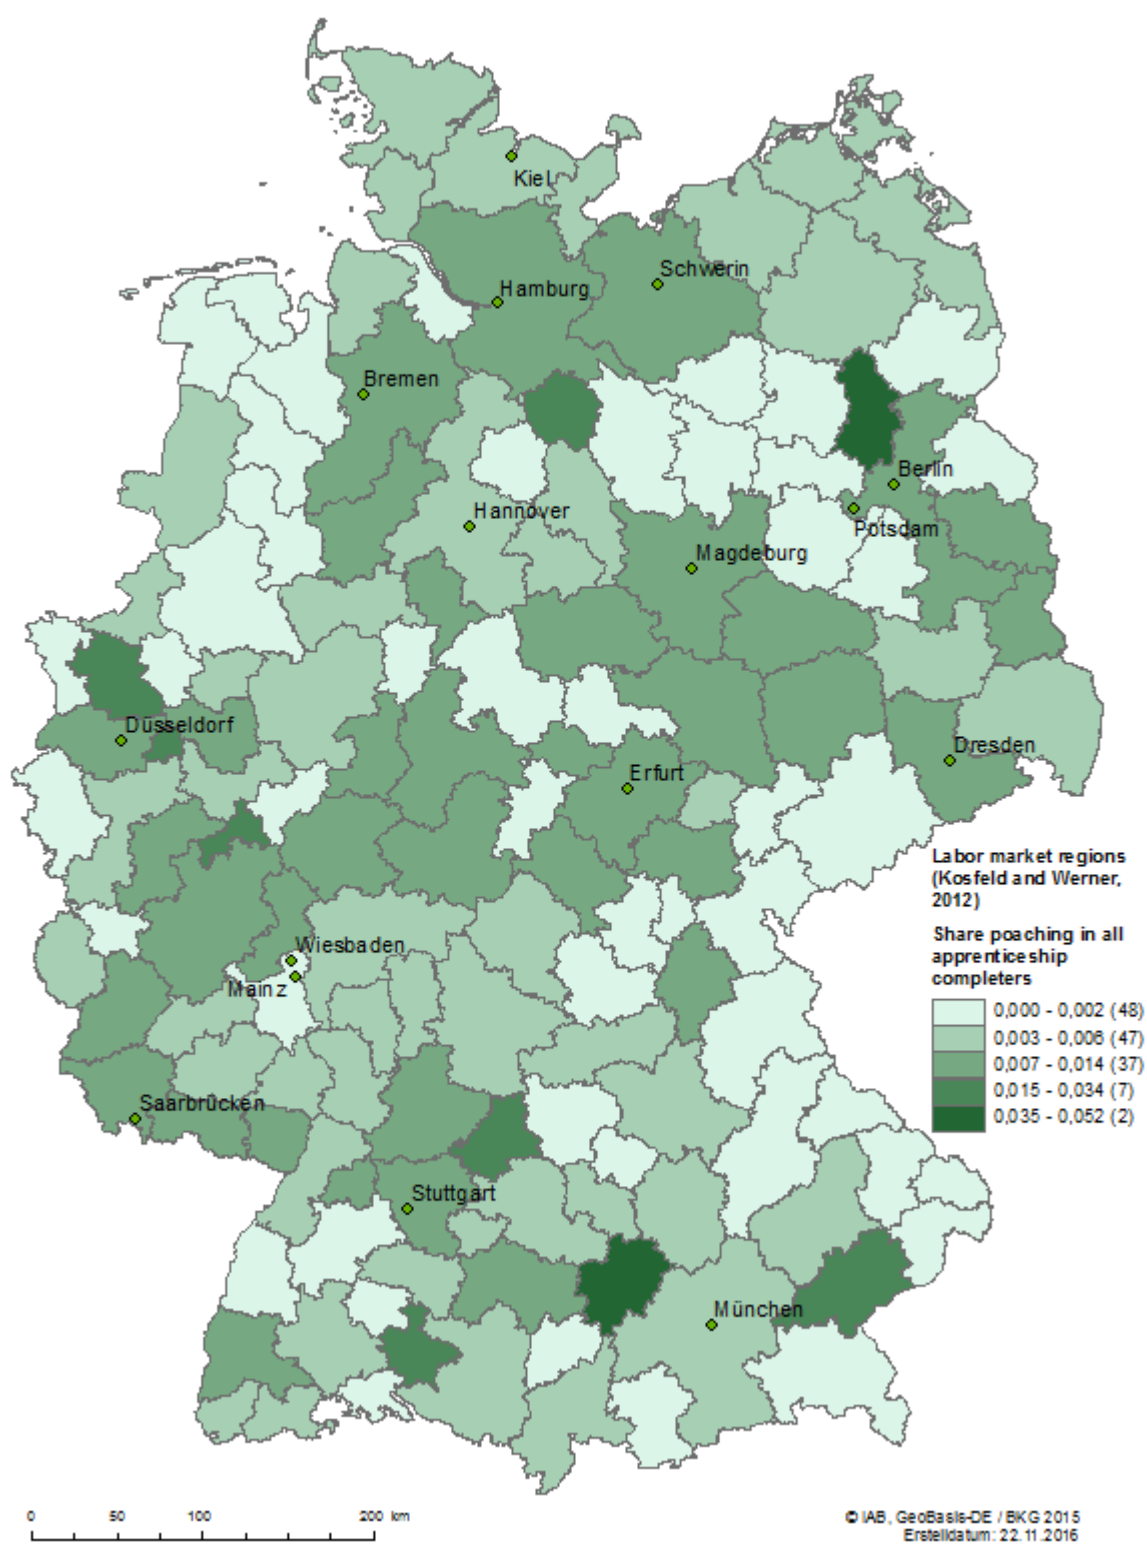 Kiel
Schwerin
Hamburg
Bremen
Berlin
Hannover
Potsdam
Magdeburg
Düsseldorf
Dresden
Erfurt
Labor market regions
(Kosfeld and Werner,
2012)
Share poaching in all
apprenticeship
completers
0,000 - 0,002 (48)
0,003 - 0,006 (47)
0,007 - 0,014 (37)
0,015 - 0,034 (7)
0,035 - 0,052 (2)
Wiesbaden
Mainz
Saarbrücken
Stuttgart
München
0 50 100 200 km
© IAB, GeoBasis-DE / BKG 2015
Erstelldatum: 22.11.2016